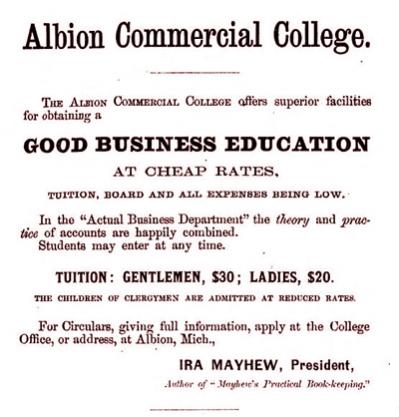 Albion Commercial College.
THE ALBION COMMERCIAL COLLEGE offers superior facilities
for obtaining a
GOOD BUSINESS EDUCATION
AT CHEAP RATES,
TUITION, BOARD AND ALL EXPENSES BEING LOW.
In the "Actual Business Department" the theory and prac-
tice of accounts are happily combined.
Students may enter at any time.
TUITION: GENTLEMEN, $30; LADIES, $20.
THE CHILDREN OF CLERGYMEN ARE ADMITTED AT REDUCED RATES.
For Circulars, giving full information, apply at the College
Office, or address, at Albion, Mich.,
IRA MAYHEW, President,
Author of "Mayhew's Practical Book-keeping."